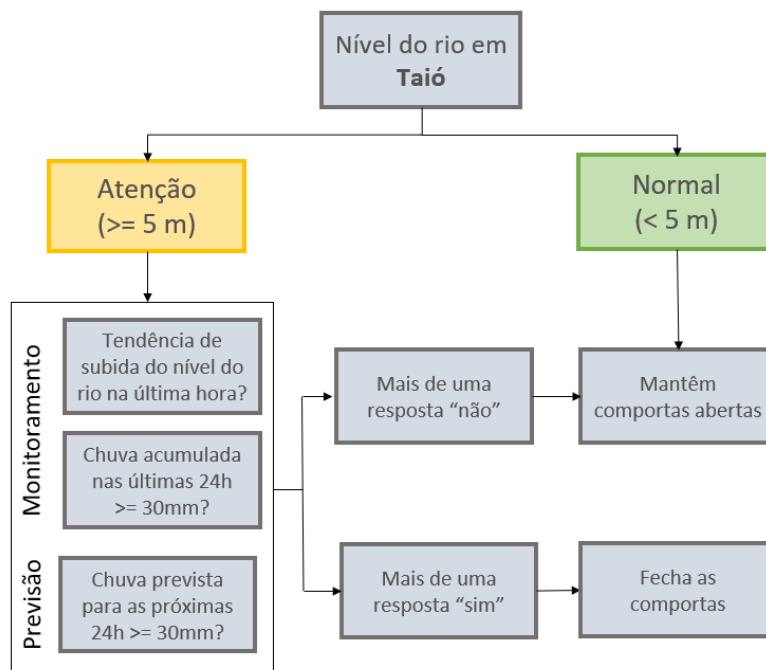 Nível do rio em
Taió
Atenção
(>= 5 m)
Normal
(< 5 m)
Monitoramento
Tendência de
subida do nível do
rio na última hora?
Chuva acumulada
nas últimas 24h
>= 30mm?
Previsão
Chuva prevista
para as próximas
24h >= 30mm?
Mais de uma
resposta “não”
Mantêm
comportas abertas
Mais de uma
resposta “sim”
Fecha as
comportas